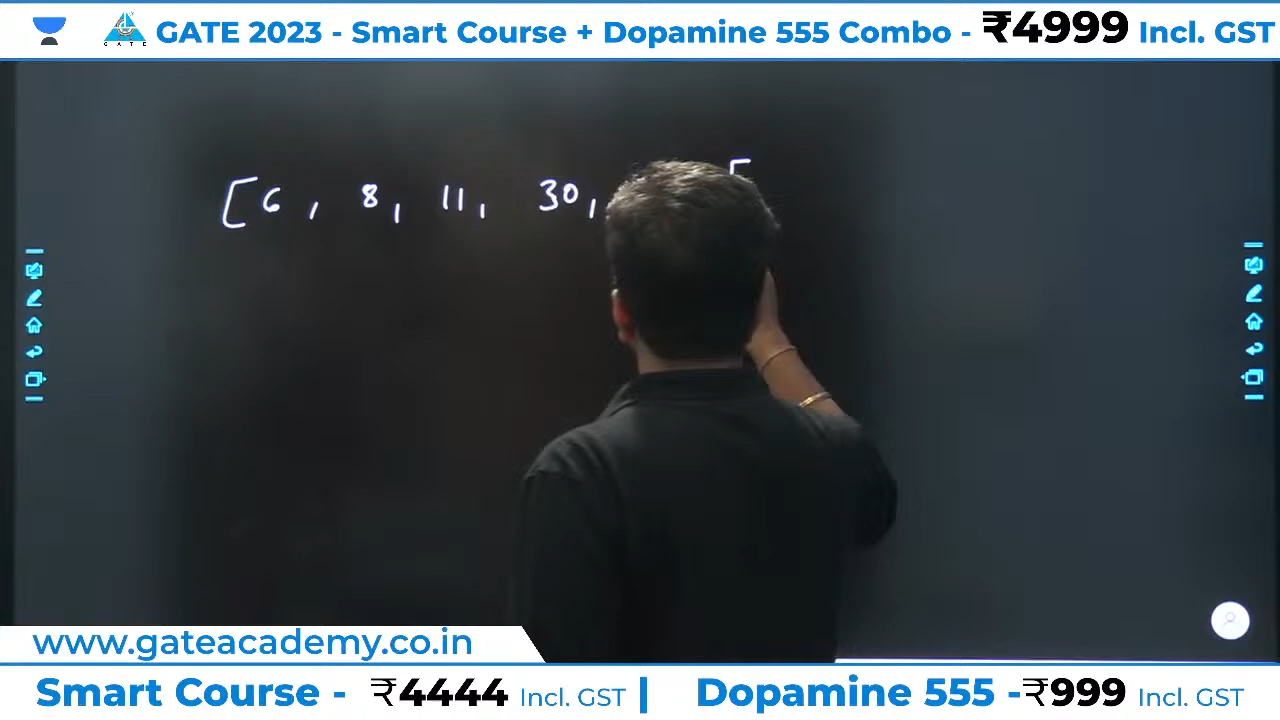 GATE GATE 2023 - Smart Course + Dopamine 555 Combo - ₹4999 Incl. GST
[6, 8, 11, 30,
www.gateacademy.co.in
Smart Course - ₹4444 Incl. GST | Dopamine 555 -₹999 Incl. GST